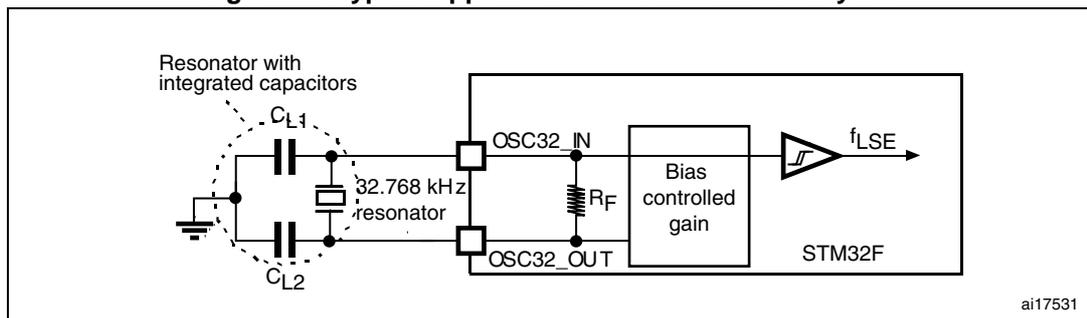 Resonator with
integrated capacitors
CL1
OSC32_IN
fLSE
32.768 kHz
resonator
RF
Bias
controlled
gain
OSC32_OUT
STM32F
CL2
ai17531